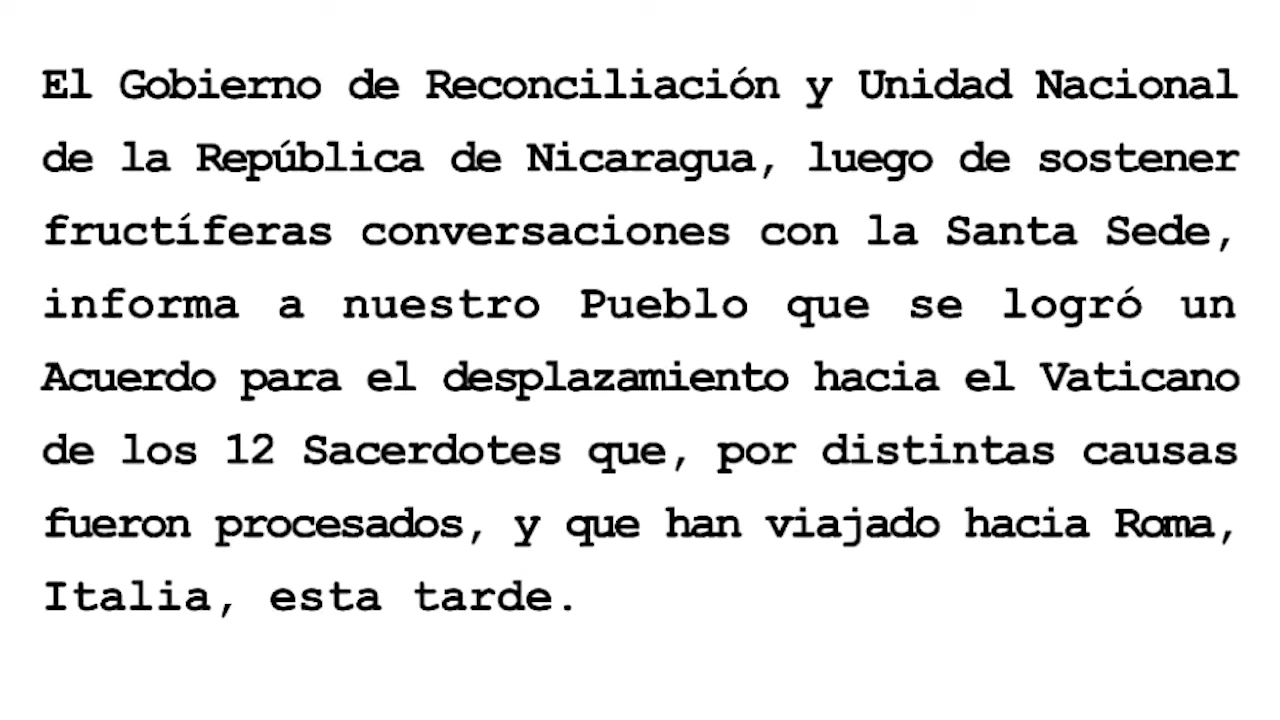 El Gobierno de Reconciliación y Unidad Nacional
de la República de Nicaragua, luego de sostener
fructíferas conversaciones con la Santa Sede,
informa a nuestro Pueblo que se logró un
Acuerdo para el desplazamiento hacia el Vaticano
de los 12 Sacerdotes que, por distintas causas
fueron procesados, y que han viajado hacia Roma,
Italia, esta tarde.